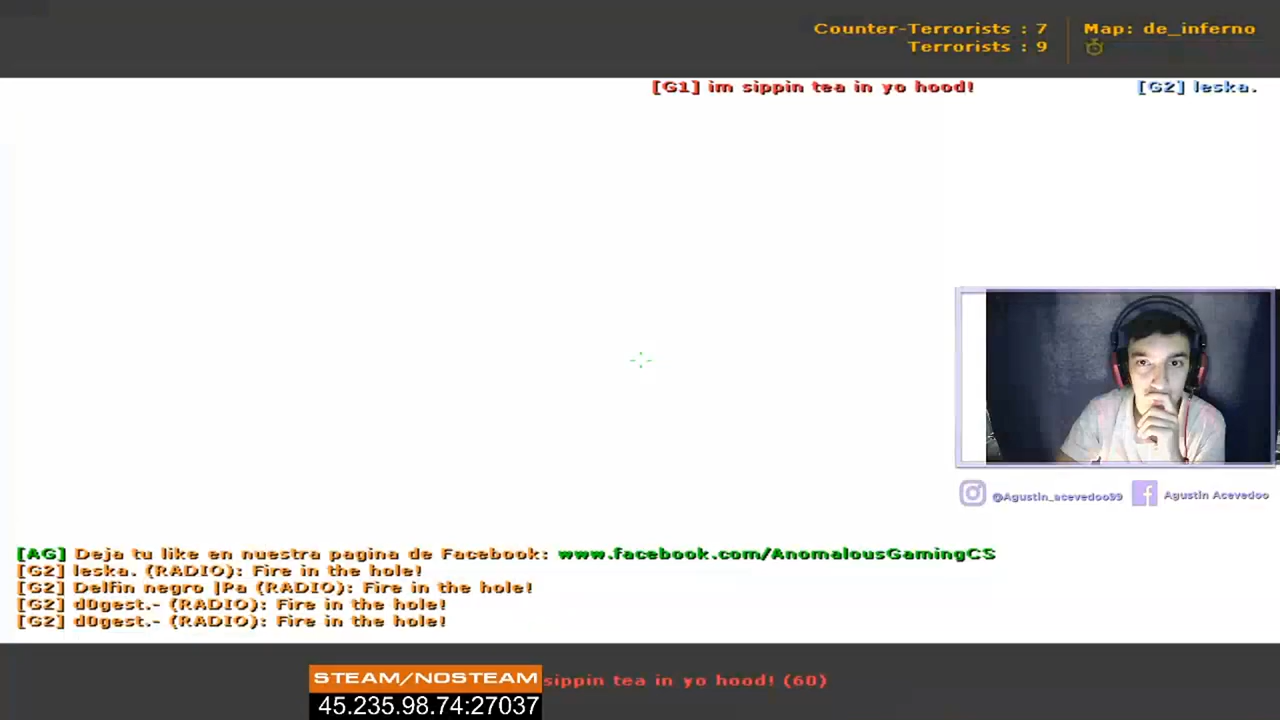 Counter-Terrorists : 7
Terrorists : 9
Map: de_inferno
[G1] im sippin tea in yo hood!
[G2] leska.
@Agustin_acevedoo99
Agustin Acevedoo
[AG] Deja tu like en nuestra pagina de Facebook: www.facebook.com/AnomalousGamingCS
[G2] leska. (RADIO): Fire in the hole!
[G2] Delfin negro |Pa (RADIO): Fire in the hole!
[G2] d0gest.- (RADIO): Fire in the hole!
[G2] d0gest.- (RADIO): Fire in the hole!
STEAM/NOSTEAM
sippin tea in yo hood! (60)
45.235.98.74:27037